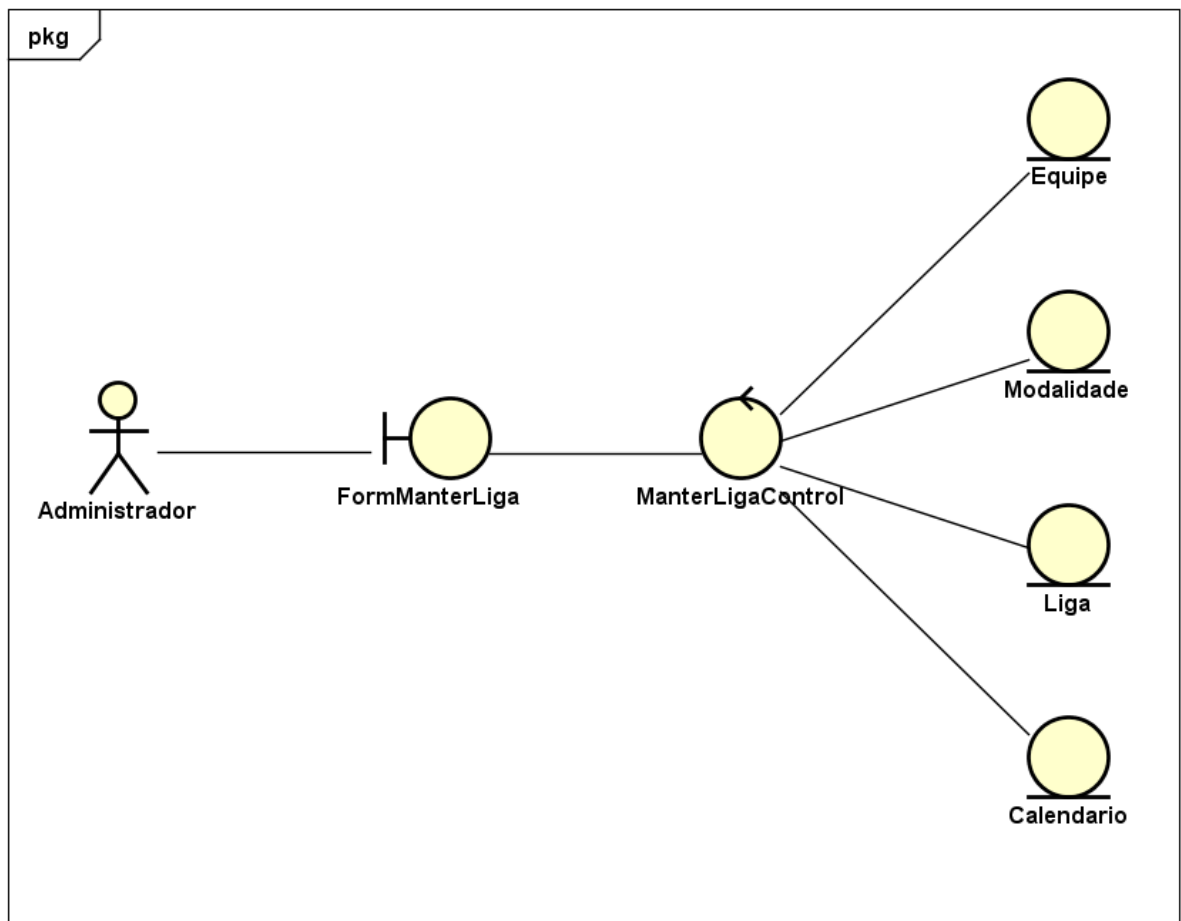 pkg
Equipe
Modalidade
Administrador
FormManterLiga
ManterLigaControl
Liga
Calendario